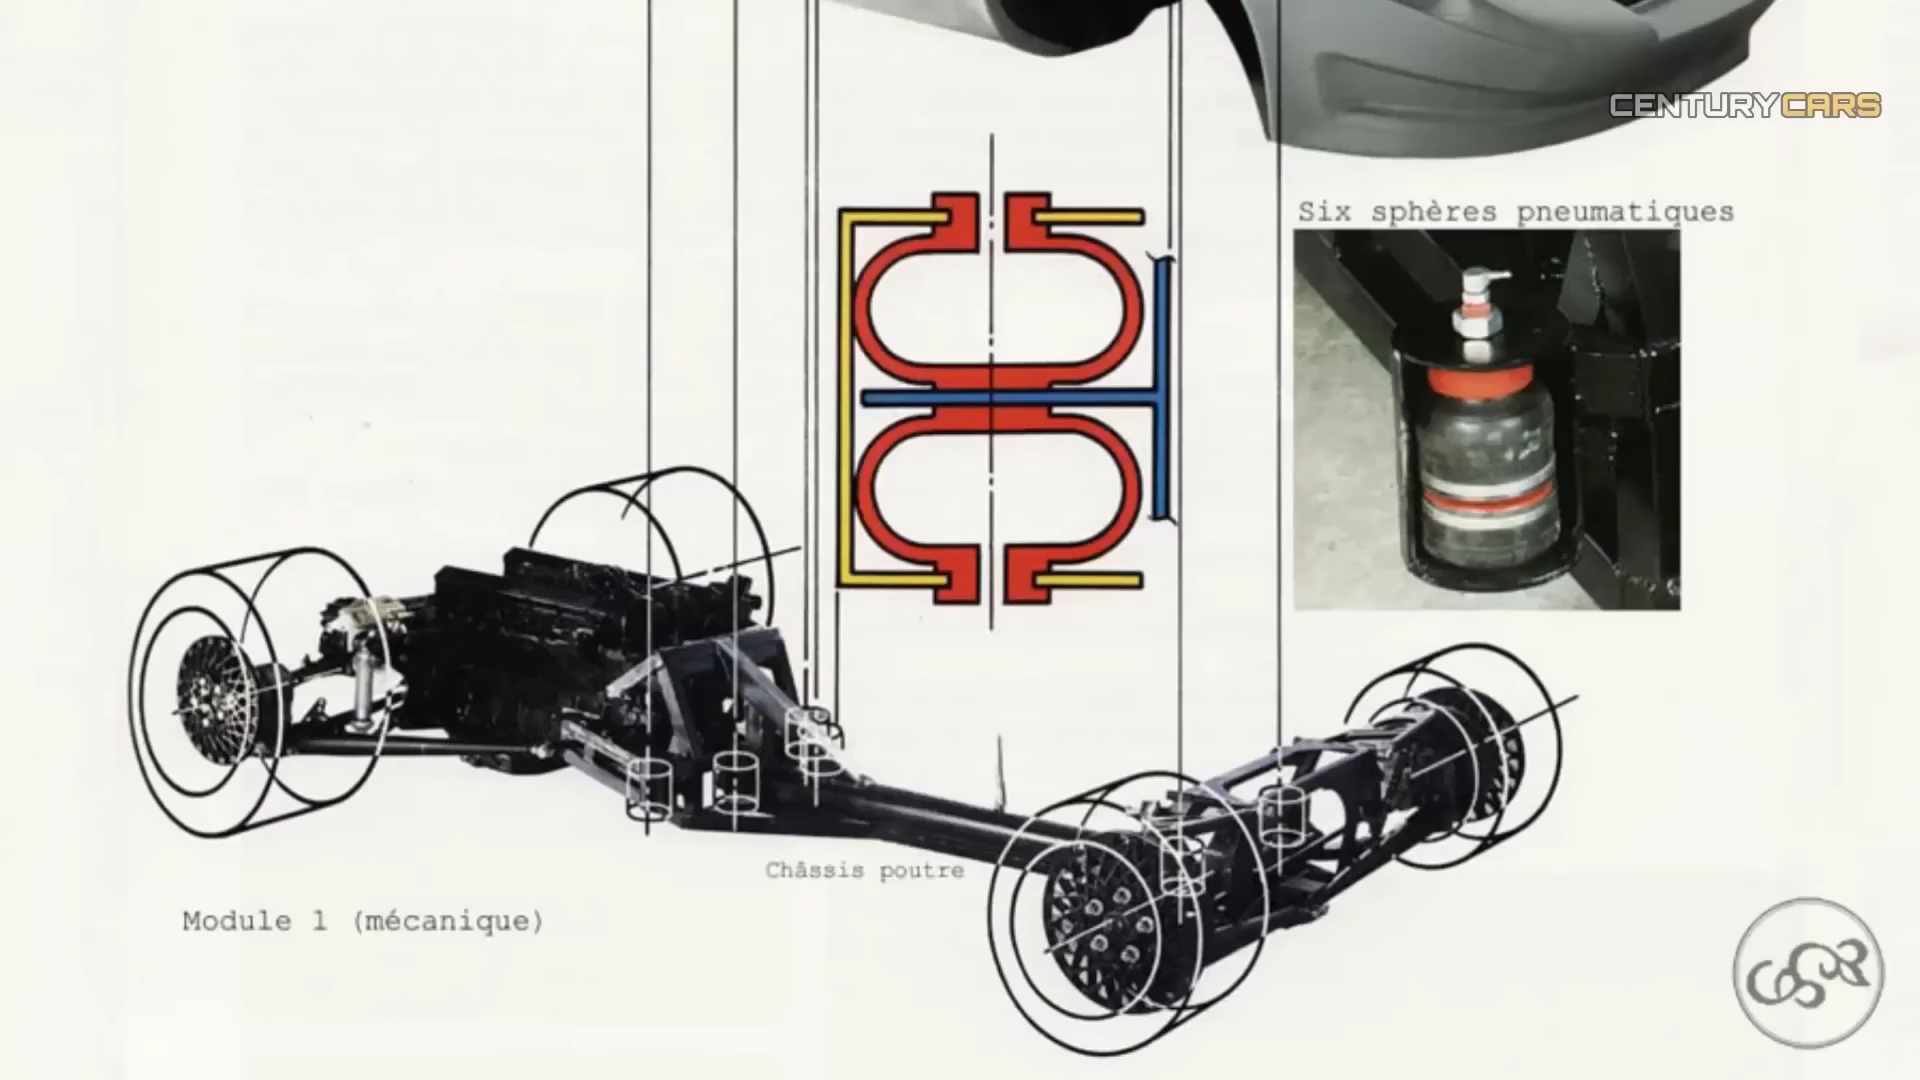 CENTURYCARS
Six sphères pneumatiques
Châssis poutre
Module 1 (mécanique)